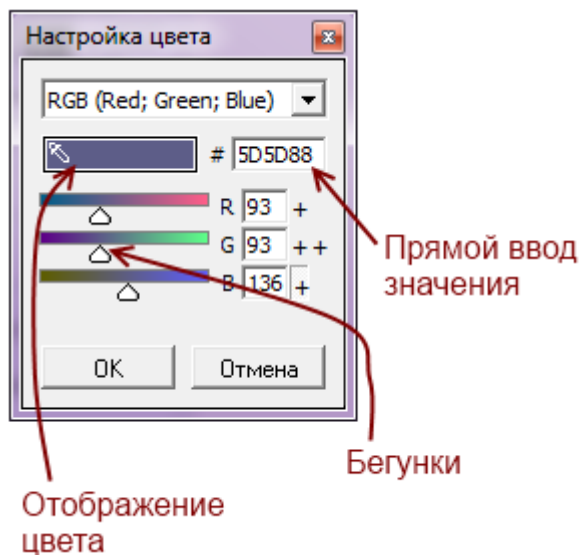 Настройка цвета
RGB (Red; Green; Blue)
# 5D5D88
R 93 +
G 93 ++
B 136 +
OK Отмена
Прямой ввод
значения
Бегунки
Отображение
цвета